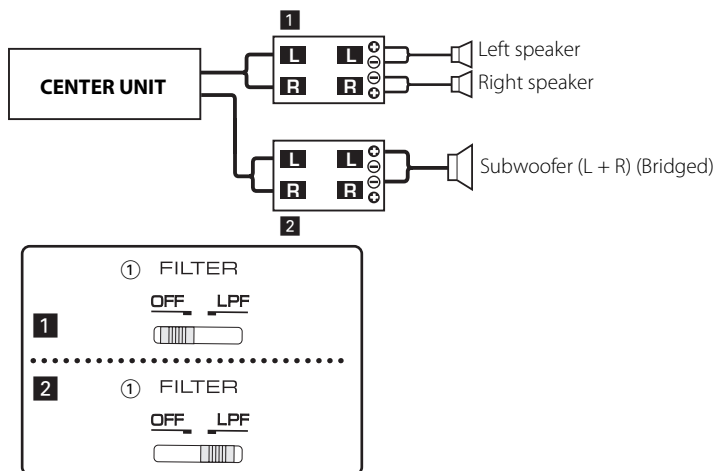 1
L L ⊕ Left speaker
⊖
CENTER UNIT
⊖
R R ⊕ Right speaker
L L ⊕
⊖
Subwoofer (L + R) (Bridged)
⊖
R R ⊕
2
① FILTER
OFF LPF
1
2 ① FILTER
OFF LPF